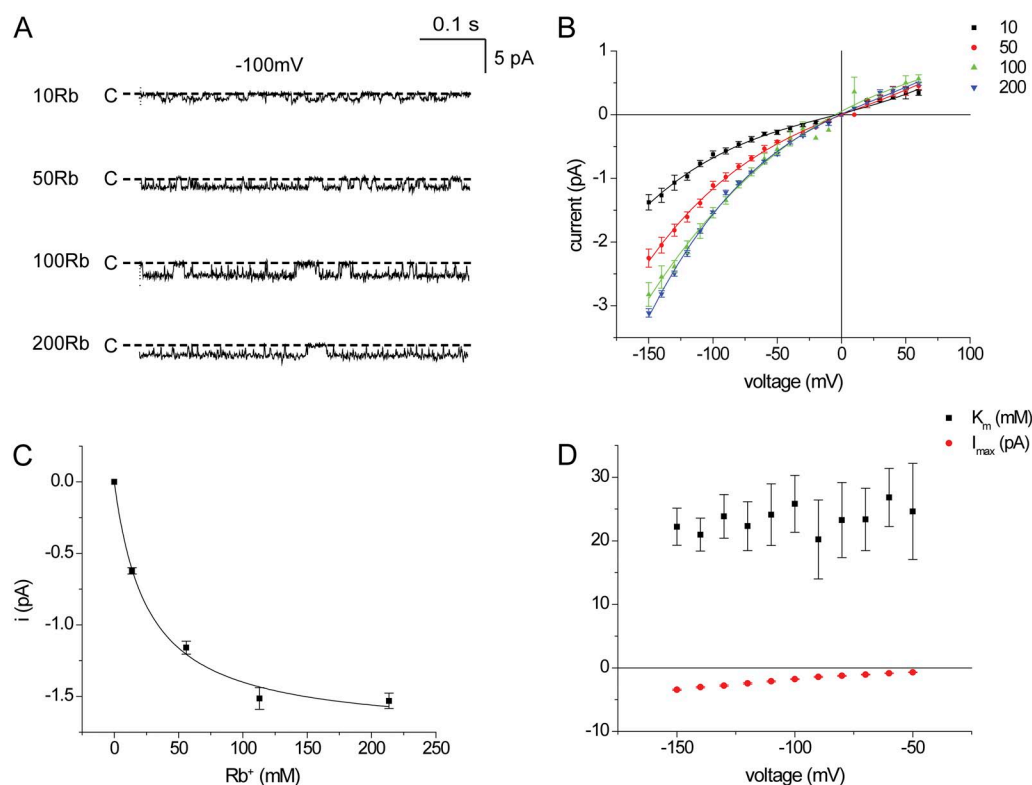 A
0.1 s
5 pA
-100mV
10Rb C
50Rb C
100Rb C
200Rb C
B
10
50
100
200
1
0
-1
-2
-3
current (pA)
-150 -100 -50 0 50 100
voltage (mV)
C
0.0
-0.5
-1.0
-1.5
i (pA)
0 50 100 150 200 250
Rb⁺ (mM)
D
Kₘ (mM)
Iₘₐₓ (pA)
30
20
10
0
-10
-150 -100 -50
voltage (mV)